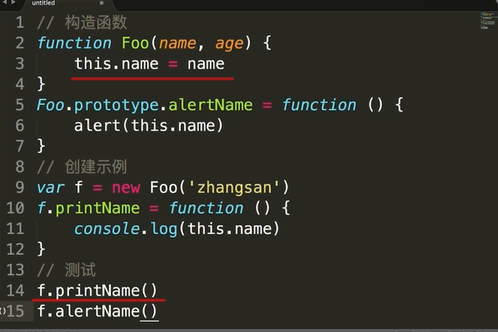 untitled
1 // 构造函数
2 function Foo(name, age) {
3 this.name = name
4 }
5 Foo.prototype.alertName = function () {
6 alert(this.name)
7 }
8 // 创建示例
9 var f = new Foo('zhangsan')
10 f.printName = function () {
11 console.log(this.name)
12 }
13 // 测试
14 f.printName()
15 f.alertName()